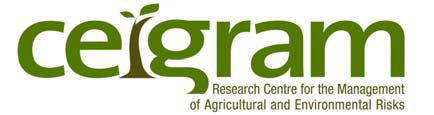 ceigram
Research Centre for the Management
of Agricultural and Environmental Risks